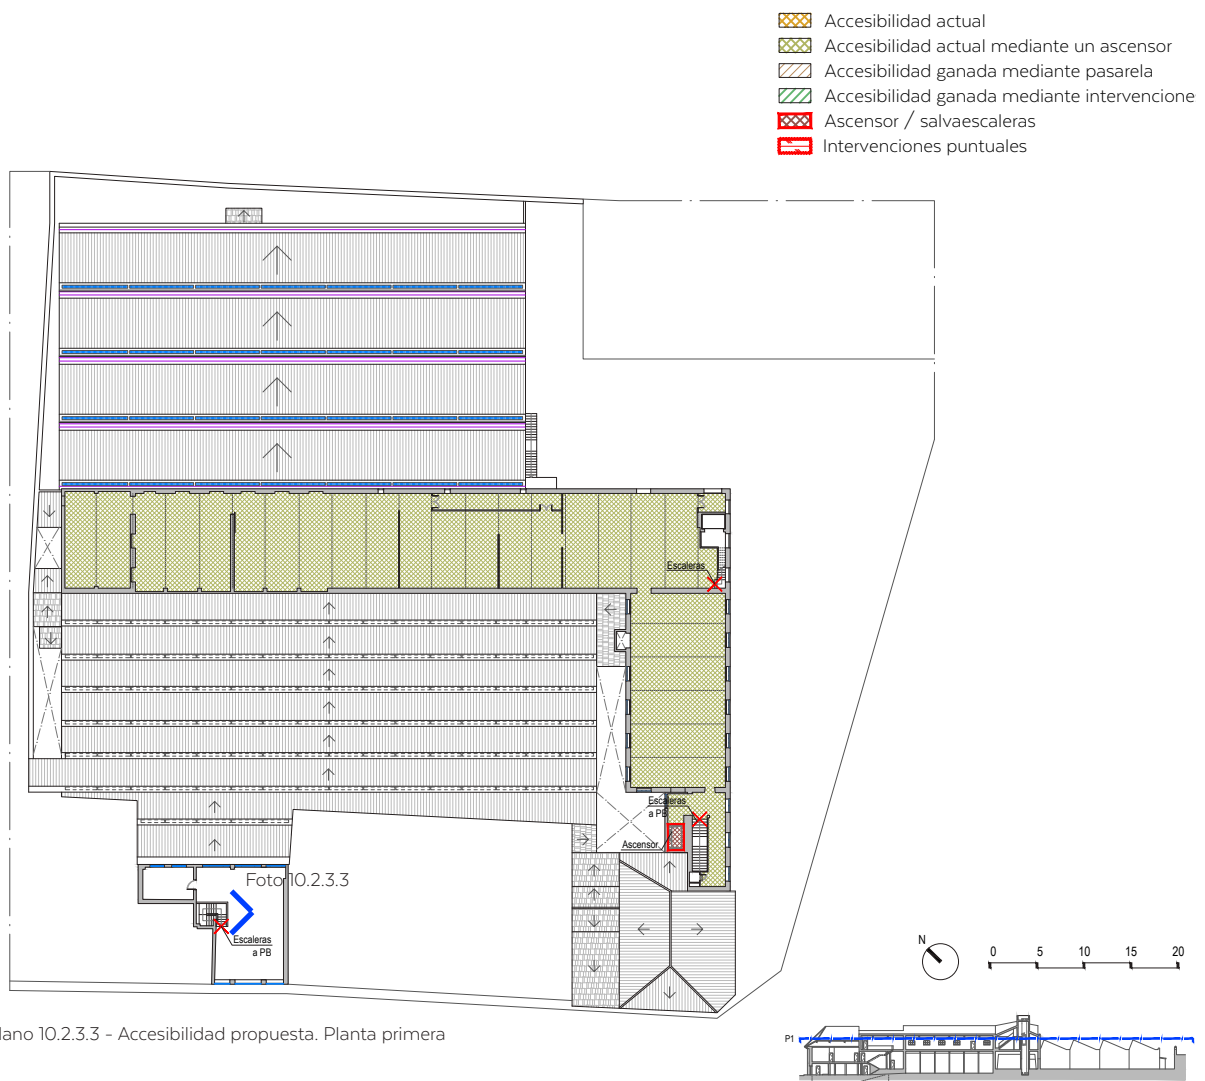 Accesibilidad actual
Accesibilidad actual mediante un ascensor
Accesibilidad ganada mediante pasarela
Accesibilidad ganada mediante intervencione
Ascensor / salvaescaleras
Intervenciones puntuales
Escaleras
Escaleras
a PB
Ascensor
Foto 10.2.3.3
Escaleras
a PB
N
0 5 10 15 20
lano 10.2.3.3 - Accesibilidad propuesta. Planta primera
P1